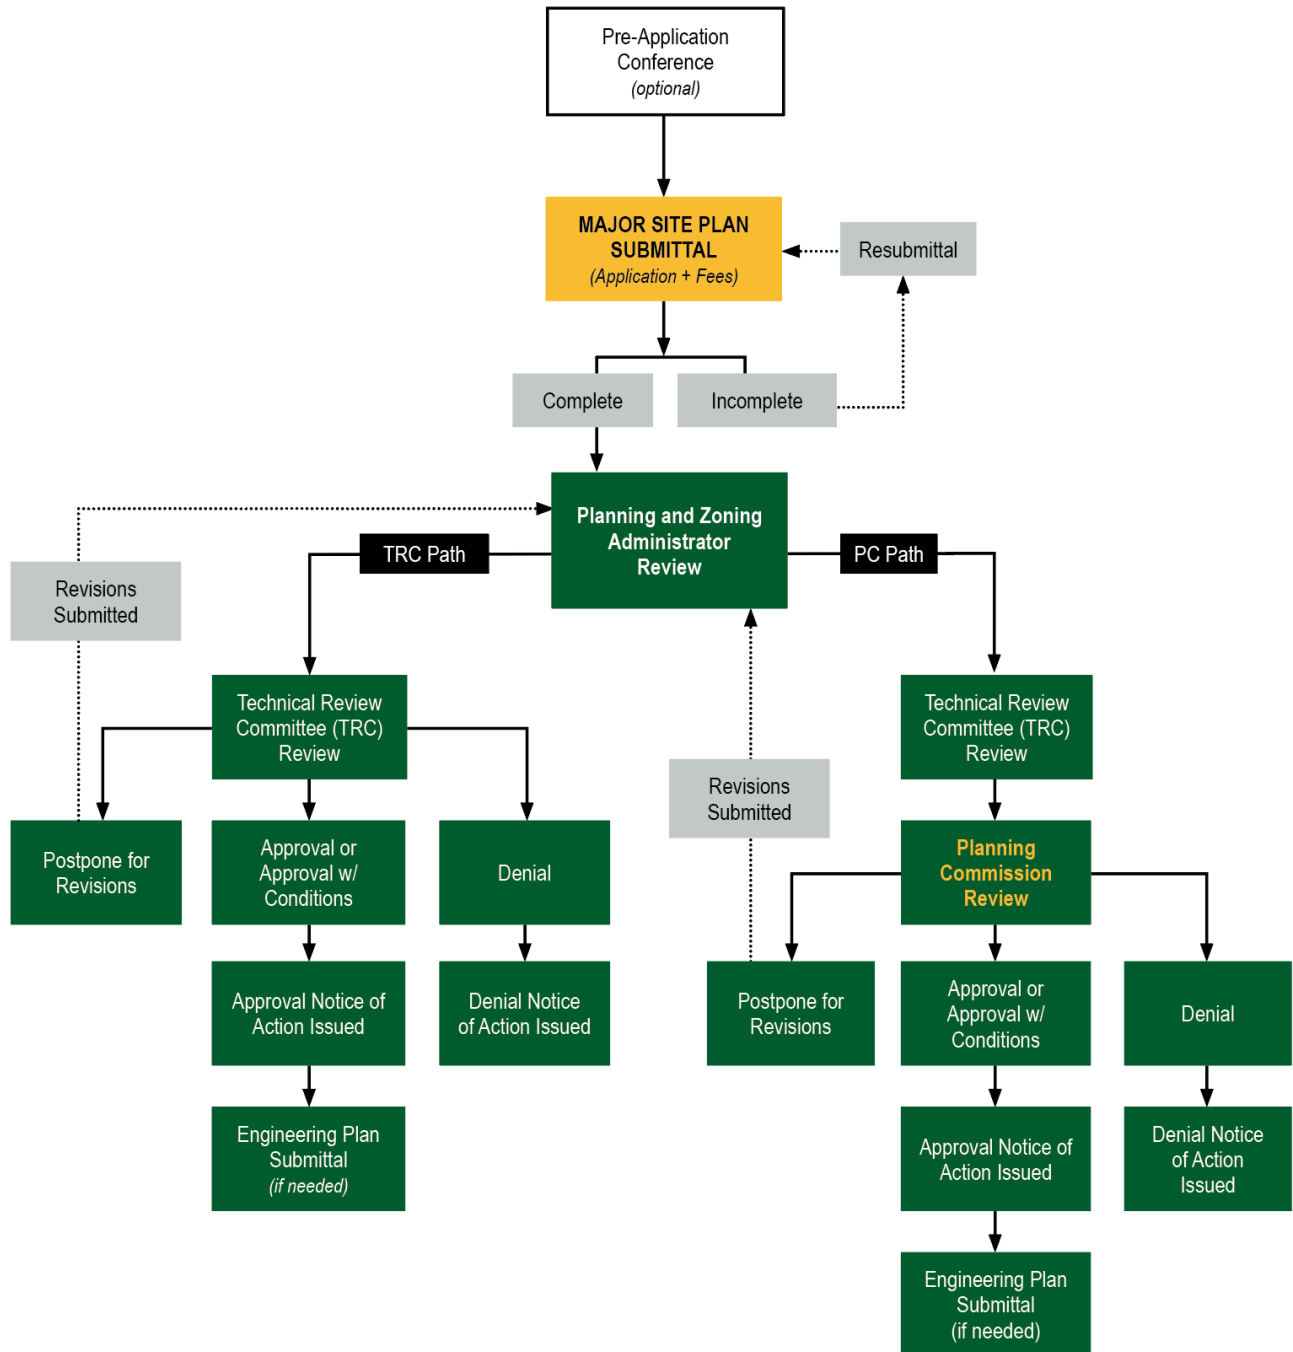 Pre-Application
Conference
(optional)
MAJOR SITE PLAN
SUBMITTAL
(Application + Fees)
Resubmittal
Complete
Incomplete
Planning and Zoning
Administrator
Review
TRC Path
PC Path
Revisions
Submitted
Technical Review
Committee (TRC)
Review
Technical Review
Committee (TRC)
Review
Revisions
Submitted
Postpone for
Revisions
Approval or
Approval w/
Conditions
Denial
Planning
Commission
Review
Approval Notice of
Action Issued
Denial Notice
of Action Issued
Postpone for
Revisions
Approval or
Approval w/
Conditions
Denial
Engineering Plan
Submittal
(if needed)
Approval Notice of
Action Issued
Denial Notice
of Action
Issued
Engineering Plan
Submittal
(if needed)